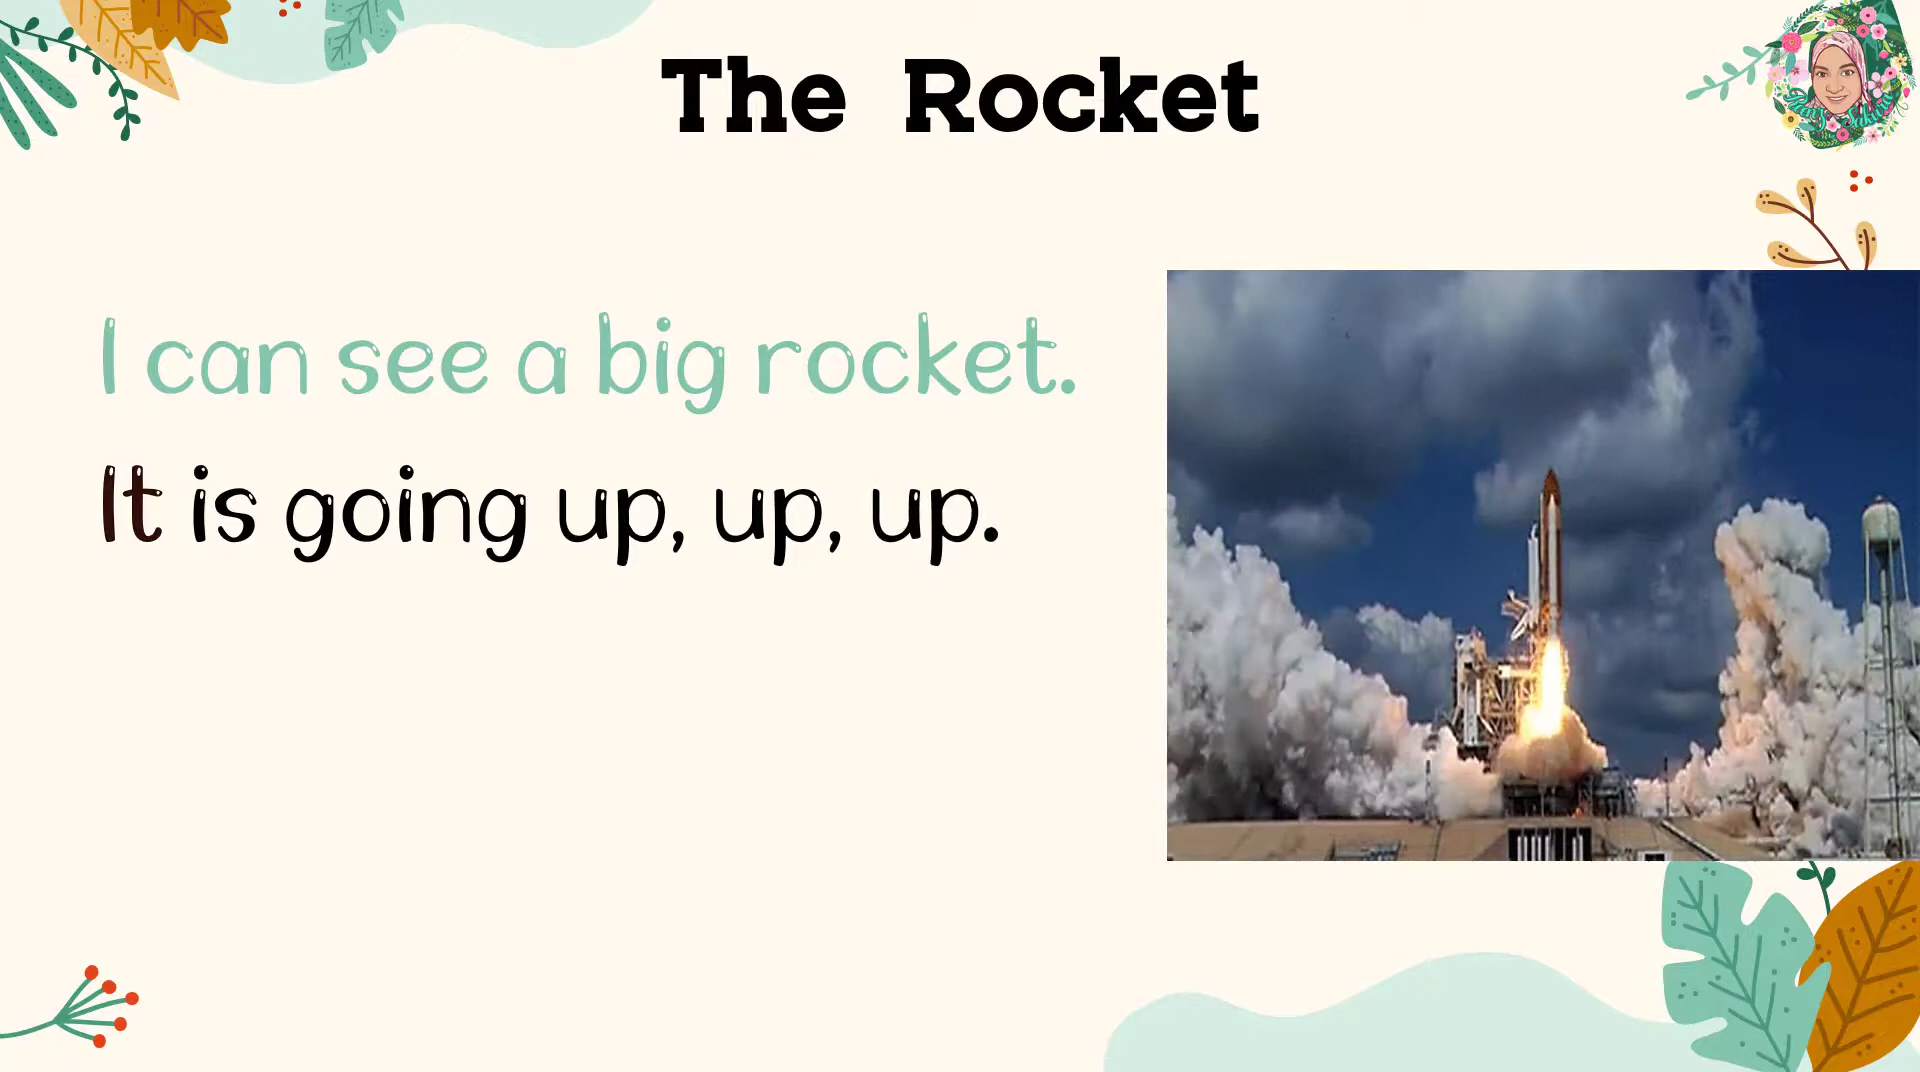 The Rocket
I can see a big rocket.
It is going up, up, up.